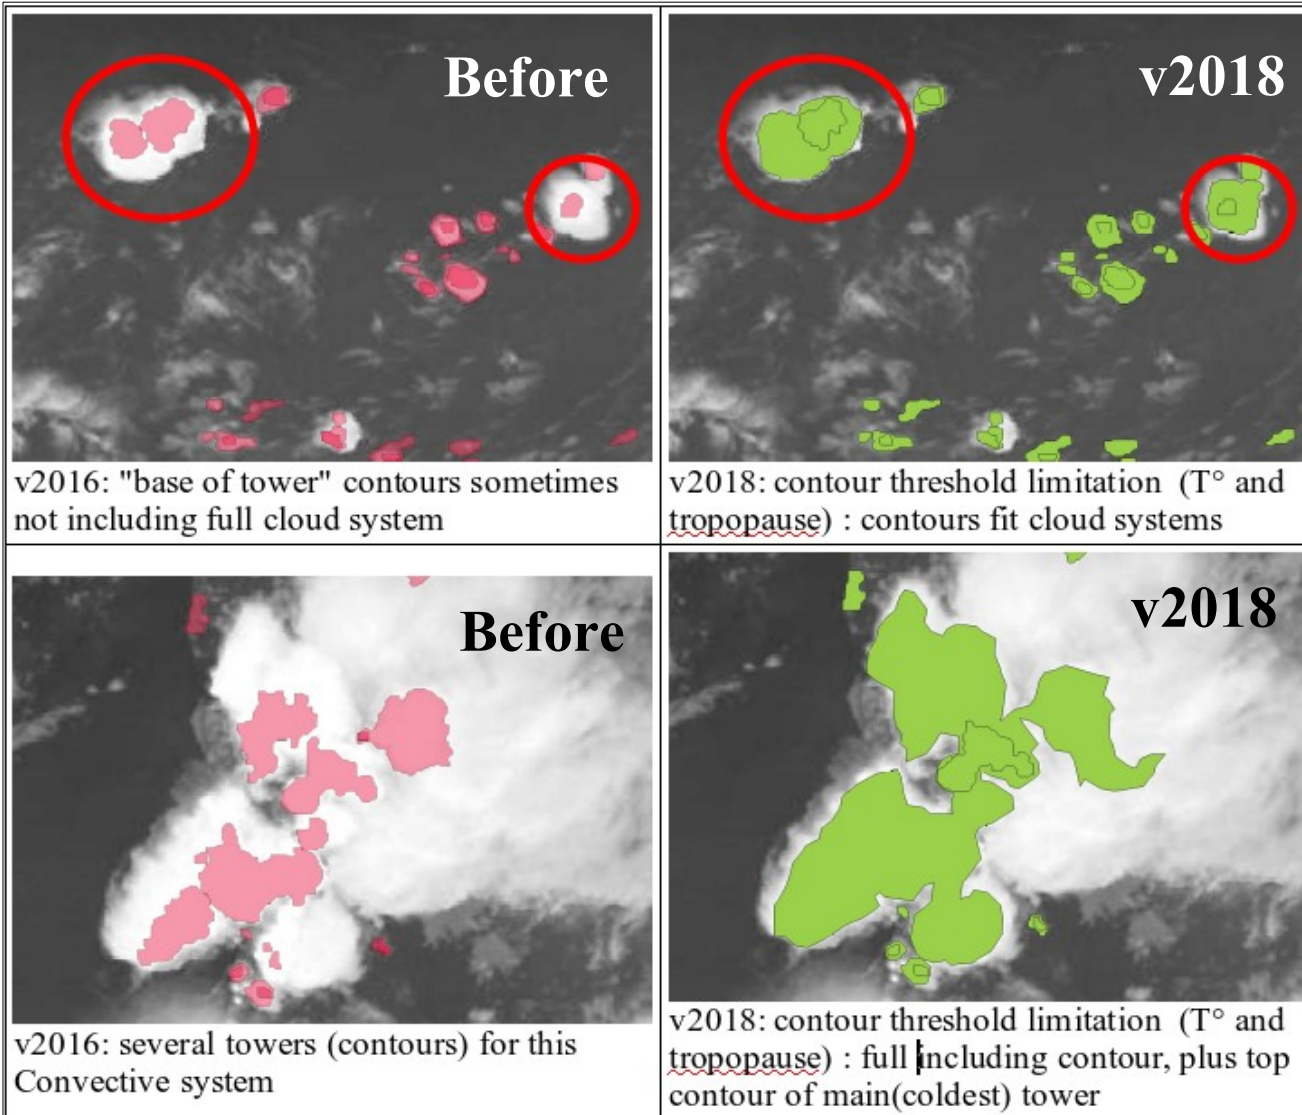 Before
v2018
v2016: "base of tower" contours sometimes
not including full cloud system
v2018: contour threshold limitation (T° and
tropopause) : contours fit cloud systems
Before
v2018
v2016: several towers (contours) for this
Convective system
v2018: contour threshold limitation (T° and
tropopause) : full including contour, plus top
contour of main(coldest) tower